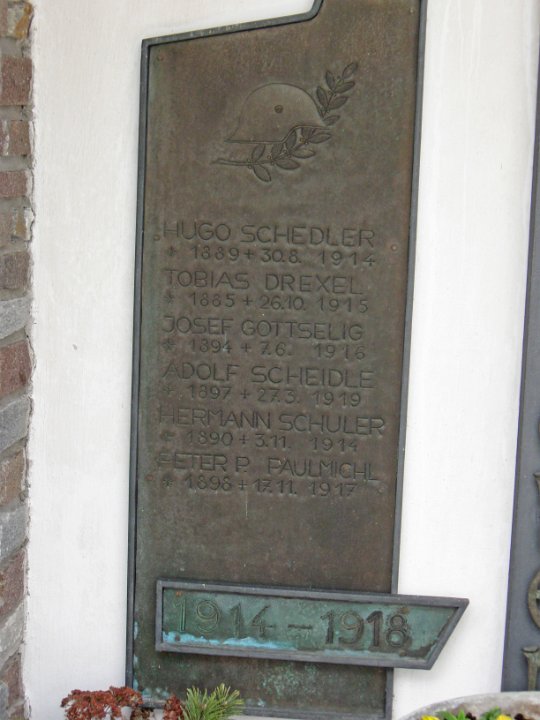 HUGO SCHEDLER
* 1889 + 30.8. 1914
TOBIAS DREXEL
* 1885 + 26.10. 1915
JOSEF GOTTSELIG
* 1894 + 7.6. 1916
ADOLF SCHEIDLE
* 1897 + 27.3. 1919
HERMANN SCHULER
* 1890 + 3.11. 1914
PETER P. PAULMICHL
* 1898 + 17.11. 1917
1914 - 1918